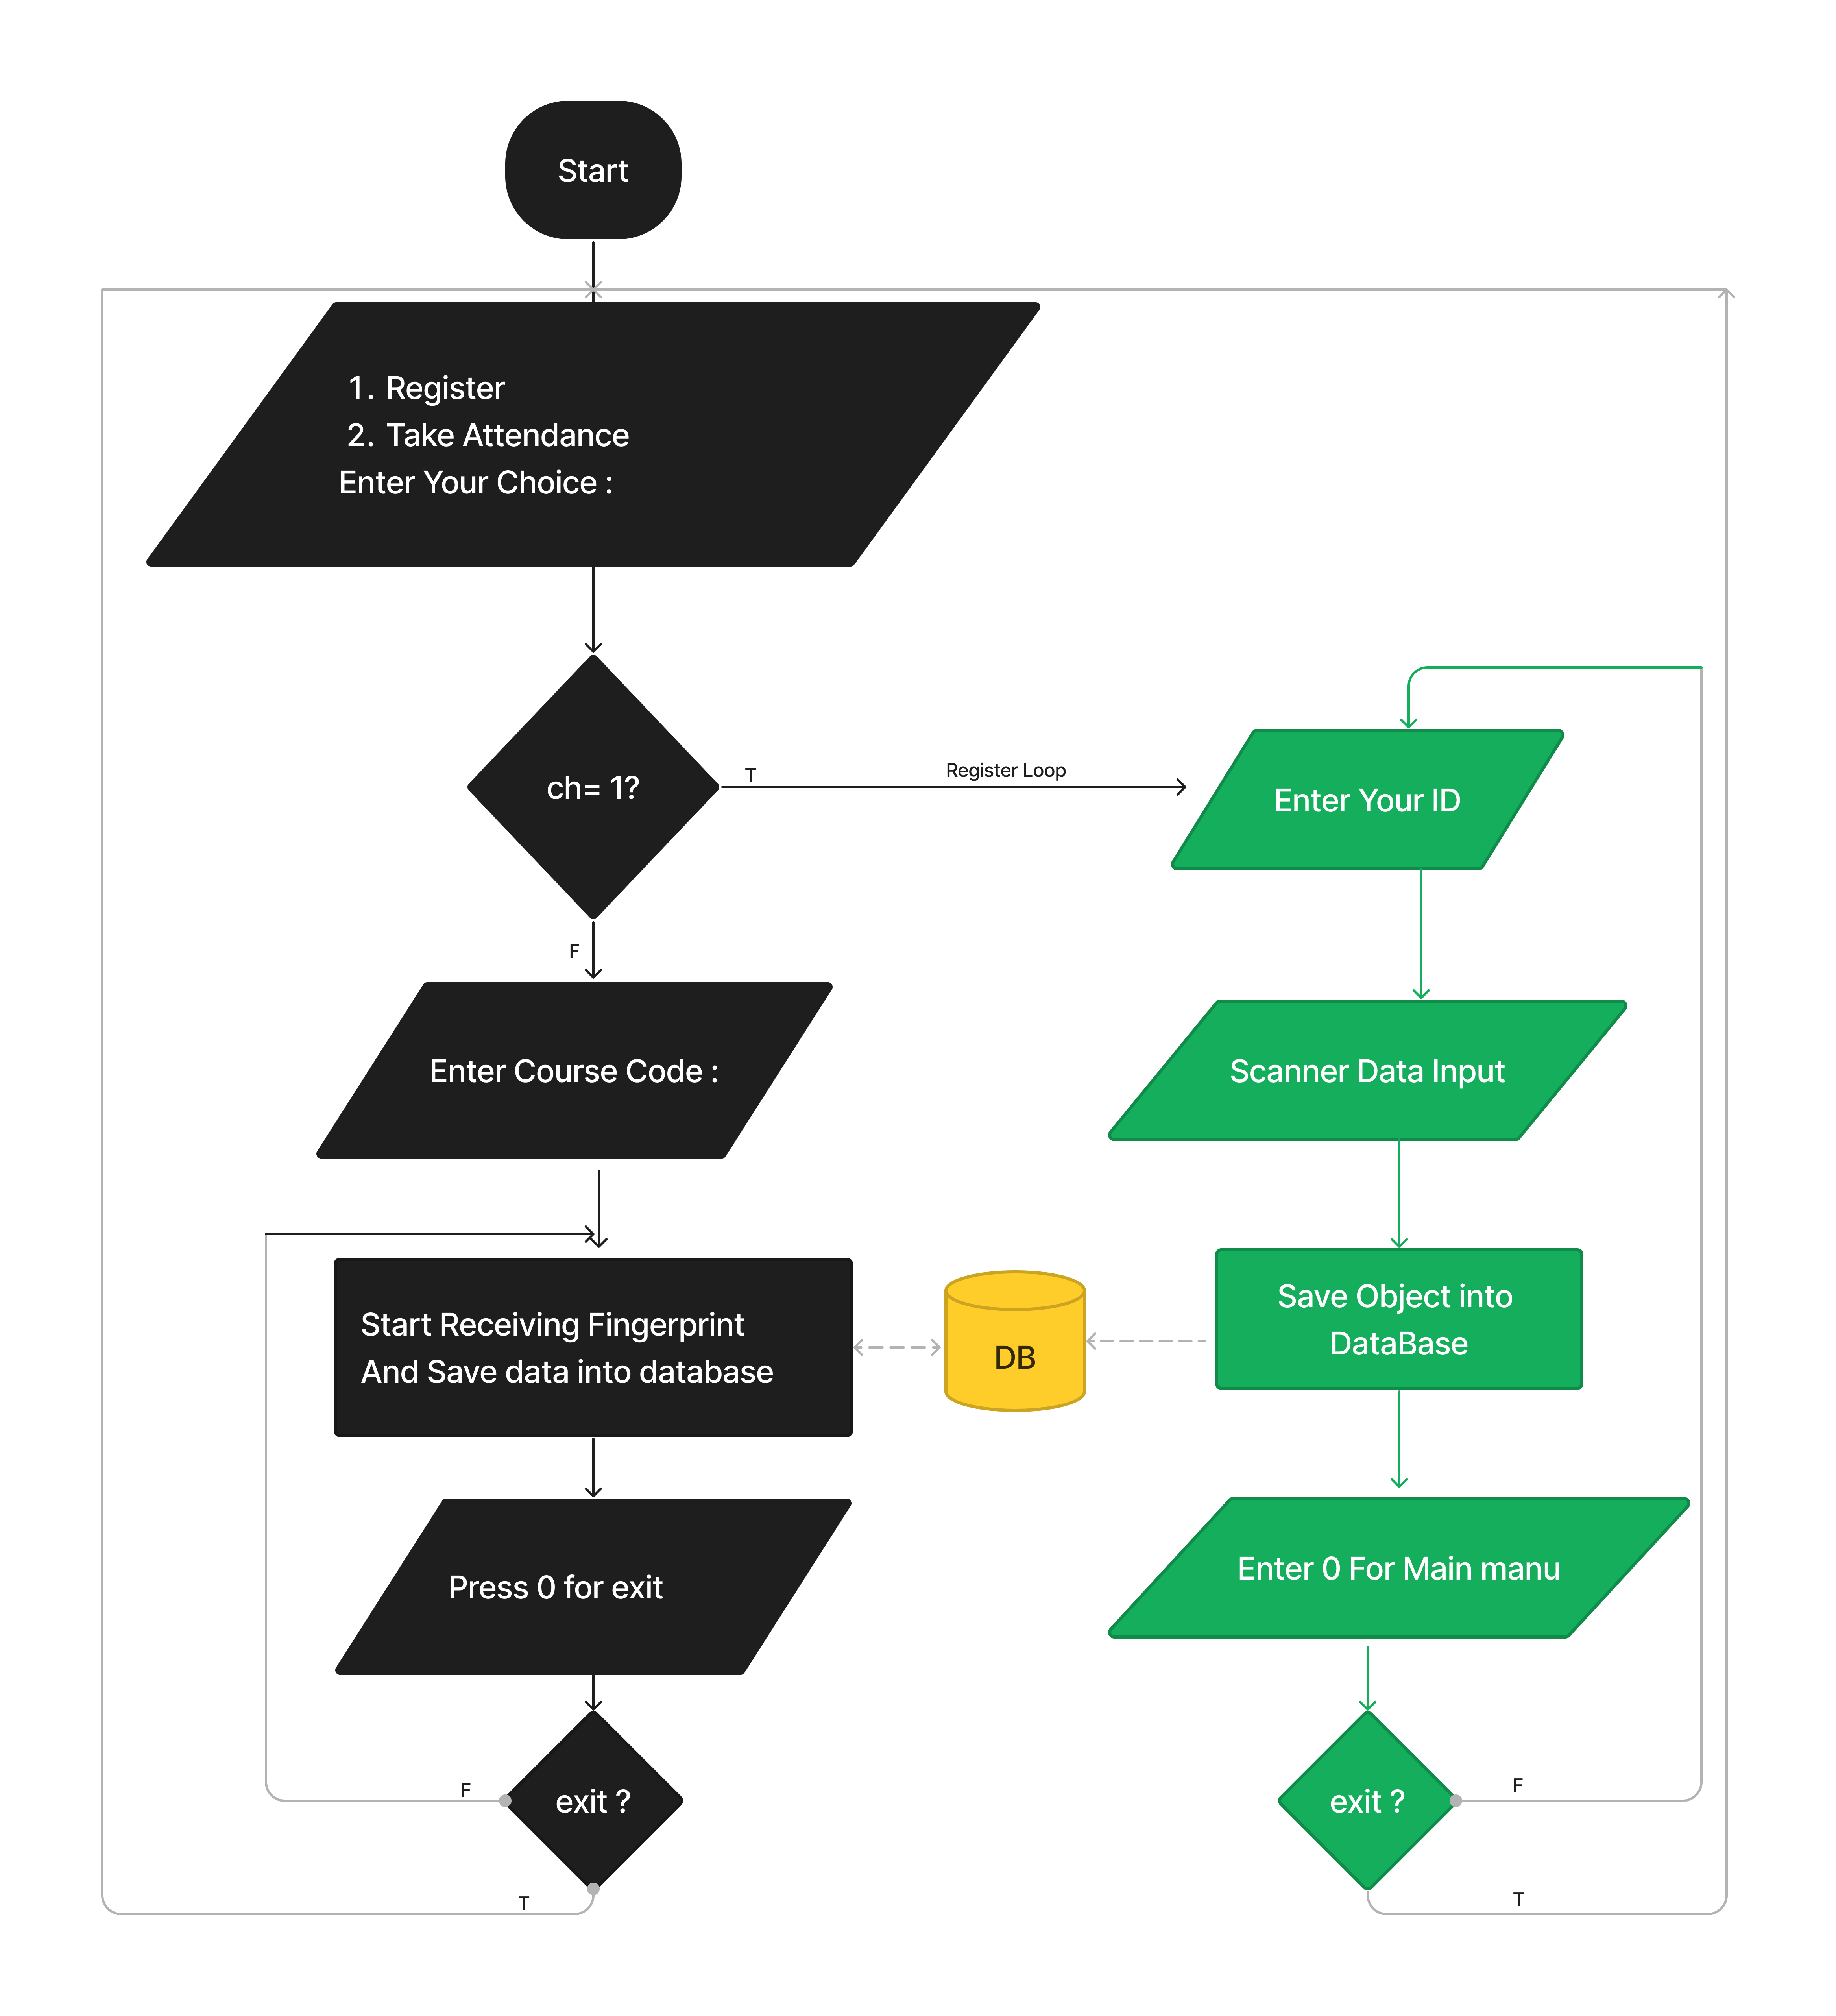 Start
1. Register
2. Take Attendance
Enter Your Choice :
ch= 1?
T
Register Loop
Enter Your ID
F
Enter Course Code :
Scanner Data Input
Start Receiving Fingerprint
And Save data into database
DB
Save Object into
DataBase
Press 0 for exit
Enter 0 For Main manu
F
exit ?
T
exit ?
F
T